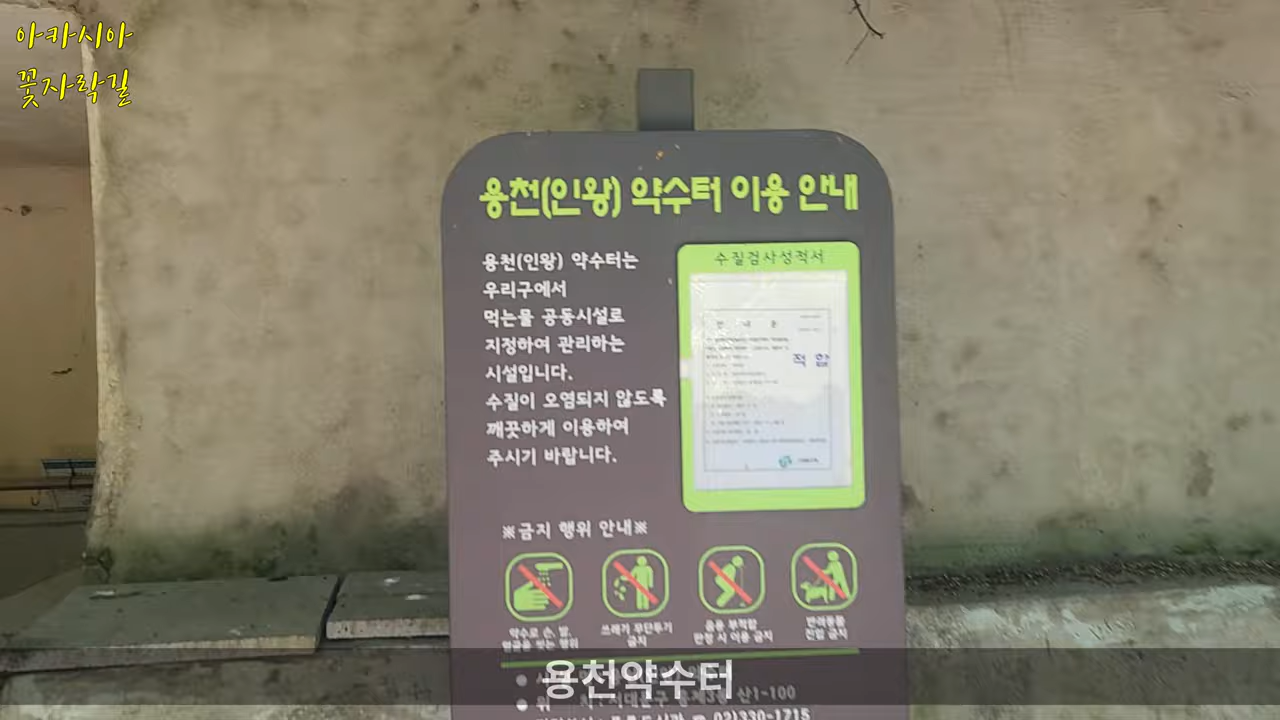 아카시아
꽃자락길
용천(인왕) 약수터 이용 안내
용천(인왕) 약수터는
우리구에서
먹는물 공동시설로
지정하여 관리하는
시설입니다.
수질이 오염되지 않도록
깨끗하게 이용하여
주시기 바랍니다.
수질검사성적서
적합
※금지 행위 안내※
약수로 손, 발,
얼굴을 씻는 행위
쓰레기 무단투기
금지
음용 부적합
판정 시 이용 금지
반려동물
진입 금지
용천약수터
산1-100
02)330-1715